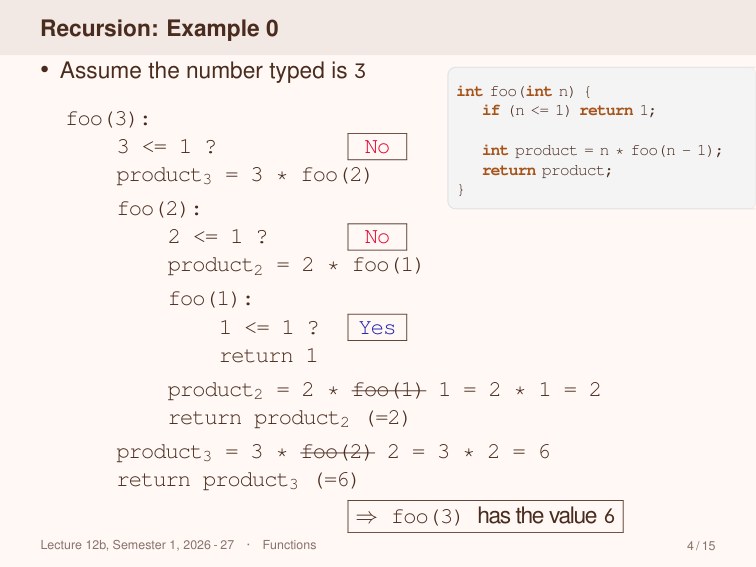 Recursion: Example 0
• Assume the number typed is 3
int foo(int n) {
if (n <= 1) return 1;
int product = n * foo(n - 1);
return product;
}
foo(3):
3 <= 1 ? No
product₃ = 3 * foo(2)
foo(2):
2 <= 1 ? No
product₂ = 2 * foo(1)
foo(1):
1 <= 1 ? Yes
return 1
product₂ = 2 * foo(1) 1 = 2 * 1 = 2
return product₂ (=2)
product₃ = 3 * foo(2) 2 = 3 * 2 = 6
return product₃ (=6)
⇒ foo(3) has the value 6
Lecture 12b, Semester 1, 2026-27 · Functions 4 / 15